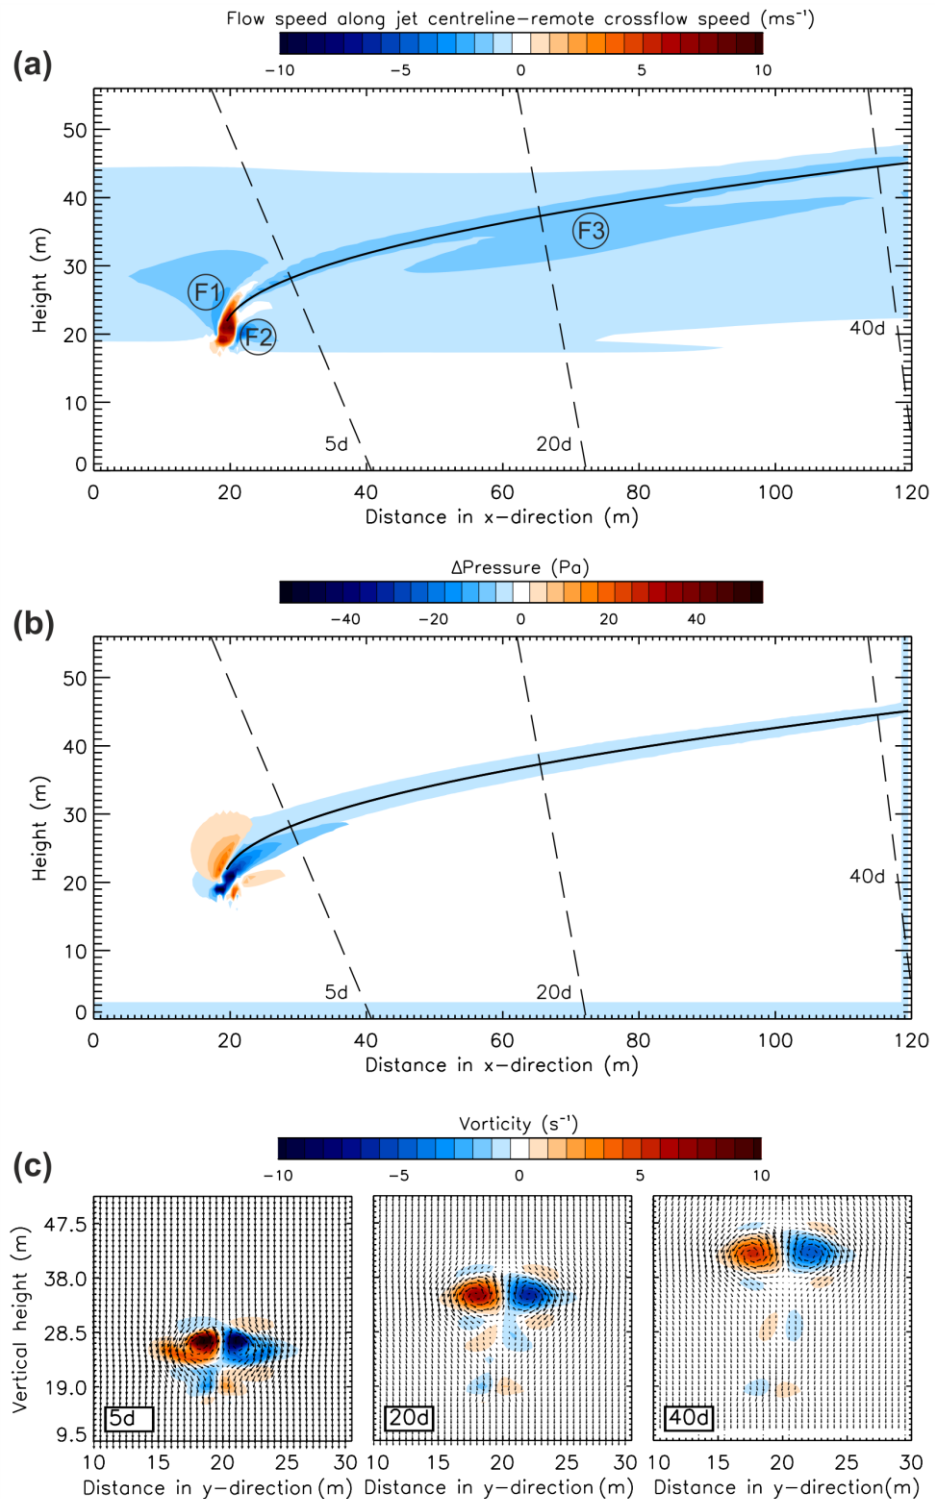 Flow speed along jet centreline−remote crossflow speed (ms⁻¹)
(a)
−10 −5 0 5 10
50
40
30
20
10
0
Height (m)
F1
F2
F3
5d
20d
40d
0 20 40 60 80 100 120
Distance in x−direction (m)
ΔPressure (Pa)
(b)
−40 −20 0 20 40
50
40
30
20
10
0
Height (m)
5d
20d
40d
0 20 40 60 80 100 120
Distance in x−direction (m)
Vorticity (s⁻¹)
(c)
−10 −5 0 5 10
47.5
38.0
28.5
19.0
9.5
Vertical height (m)
5d
20d
40d
10 15 20 25 30
10 15 20 25 30
10 15 20 25 30
Distance in y−direction (m)
Distance in y−direction (m)
Distance in y−direction (m)